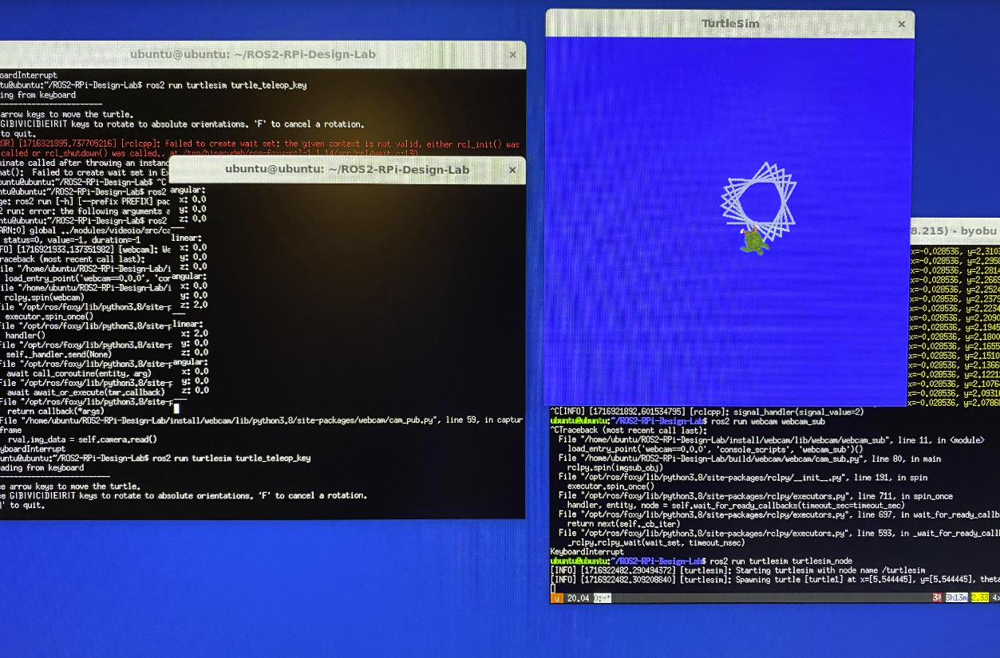 ubuntu@ubuntu: ~/ROS2-RPi-Design-Lab
oardInterrupt
tu@ubuntu:~/ROS2-RPi-Design-Lab$ ros2 run turtlesim turtle_teleop_key
ing from keyboard
---------------------------
arrow keys to move the turtle.
G|B|V|C|D|E|R|T keys to rotate to absolute orientations. 'F' to cancel a rotation.
to quit.
OR] [1716921895.737705216] [rclcpp]: failed to create wait set: the given context is not valid, either rcl_init() was
called or rcl_shutdown() was called., at /tmp/binarydeb/ros-foxy-rcl-1.1.14/src/rcl/wait.c:130
minate called after throwing an instanc
hat(): Failed to create wait set in Ex
buntu@ubuntu:~/ROS2-RPi-Design-Lab$ ^C
ntu@ubuntu:~/ROS2-RPi-Design-Lab$ ros2
ge: ros2 run [-h] [--prefix PREFIX] pac
2 run: error: the following arguments a
ntu@ubuntu:~/ROS2-RPi-Design-Lab$ ros2
ARN:0] global ../modules/videoio/src/ca
status=0, value=-1, duration=-1
FO] [1716921933.137351982] [webcam]: We
raceback (most recent call last):
ile "/home/ubuntu/ROS2-RPi-Design-Lab/i
load_entry_point('webcam==0.0.0', 'con
ile "/home/ubuntu/ROS2-RPi-Design-Lab/i
rclpy.spin(webcam)
File "/opt/ros/foxy/lib/python3.8/site-p
executor.spin_once()
File "/opt/ros/foxy/lib/python3.8/site-p
handler()
File "/opt/ros/foxy/lib/python3.8/site-p
self._handler.send(None)
File "/opt/ros/foxy/lib/python3.8/site-p
await call_coroutine(entity, arg)
File "/opt/ros/foxy/lib/python3.8/site-p
await await_or_execute(tmr.callback)
File "/opt/ros/foxy/lib/python3.8/site-p
return callback(*args)
File "/home/ubuntu/ROS2-RPi-Design-Lab/install/webcam/lib/python3.8/site-packages/webcam/cam_pub.py", line 59, in captur
frame
rval,img_data = self.camera.read()
yboardInterrupt
untu@ubuntu:~/ROS2-RPi-Design-Lab$ ros2 run turtlesim turtle_teleop_key
ading from keyboard
---------------------------
e arrow keys to move the turtle.
e G|B|V|C|D|E|R|T keys to rotate to absolute orientations. 'F' to cancel a rotation.
' to quit.
ubuntu@ubuntu: ~/ROS2-RPi-Design-Lab
angular:
x: 0.0
y: 0.0
z: 0.0
---
linear:
x: 0.0
y: 0.0
z: 0.0
angular:
x: 0.0
y: 0.0
z: 2.0
---
linear:
x: 2.0
y: 0.0
z: 0.0
angular:
x: 0.0
y: 0.0
z: 0.0
---
TurtleSim
8.215) - byobu
x=-0.028536, y=2.3103
x=-0.028536, y=2.2958
x=-0.028536, y=2.2814
x=-0.028536, y=2.2669
x=-0.028536, y=2.2524
x=-0.028536, y=2.2379
x=-0.028536, y=2.2234
x=-0.028536, y=2.2090
x=-0.028536, y=2.1945
x=-0.028536, y=2.1800
x=-0.028536, y=2.1655
x=-0.028536, y=2.1510
x=-0.028536, y=2.1366
x=-0.028536, y=2.1221
x=-0.028536, y=2.1076
x=-0.028536, y=2.0931
x=-0.028536, y=2.0786
^C[INFO] [1716921892.601534795] [rclcpp]: signal_handler(signal_value=2)
ubuntu@ubuntu:~/ROS2-RPi-Design-Lab$ ros2 run webcam webcam_sub
^CTraceback (most recent call last):
File "/home/ubuntu/ROS2-RPi-Design-Lab/install/webcam/lib/webcam/webcam_sub", line 11, in <module>
load_entry_point('webcam==0.0.0', 'console_scripts', 'webcam_sub')()
File "/home/ubuntu/ROS2-RPi-Design-Lab/build/webcam/webcam/cam_sub.py", line 80, in main
rclpy.spin(imgsub_obj)
File "/opt/ros/foxy/lib/python3.8/site-packages/rclpy/__init__.py", line 191, in spin
executor.spin_once()
File "/opt/ros/foxy/lib/python3.8/site-packages/rclpy/executors.py", line 711, in spin_once
handler, entity, node = self.wait_for_ready_callbacks(timeout_sec=timeout_sec)
File "/opt/ros/foxy/lib/python3.8/site-packages/rclpy/executors.py", line 697, in wait_for_ready_callb
return next(self._cb_iter)
File "/opt/ros/foxy/lib/python3.8/site-packages/rclpy/executors.py", line 593, in _wait_for_ready_call
_rclpy.rclpy_wait(wait_set, timeout_nsec)
KeyboardInterrupt
ubuntu@ubuntu:~/ROS2-RPi-Design-Lab$ ros2 run turtlesim turtlesim_node
[INFO] [1716922482.290494372] [turtlesim]: Starting turtlesim with node name /turtlesim
[INFO] [1716922482.309208840] [turtlesim]: Spawning turtle [turtle1] at x=[5.544445], y=[5.544445], theta
u 20.04 0:-* 3! 3h13m 2.33 4x